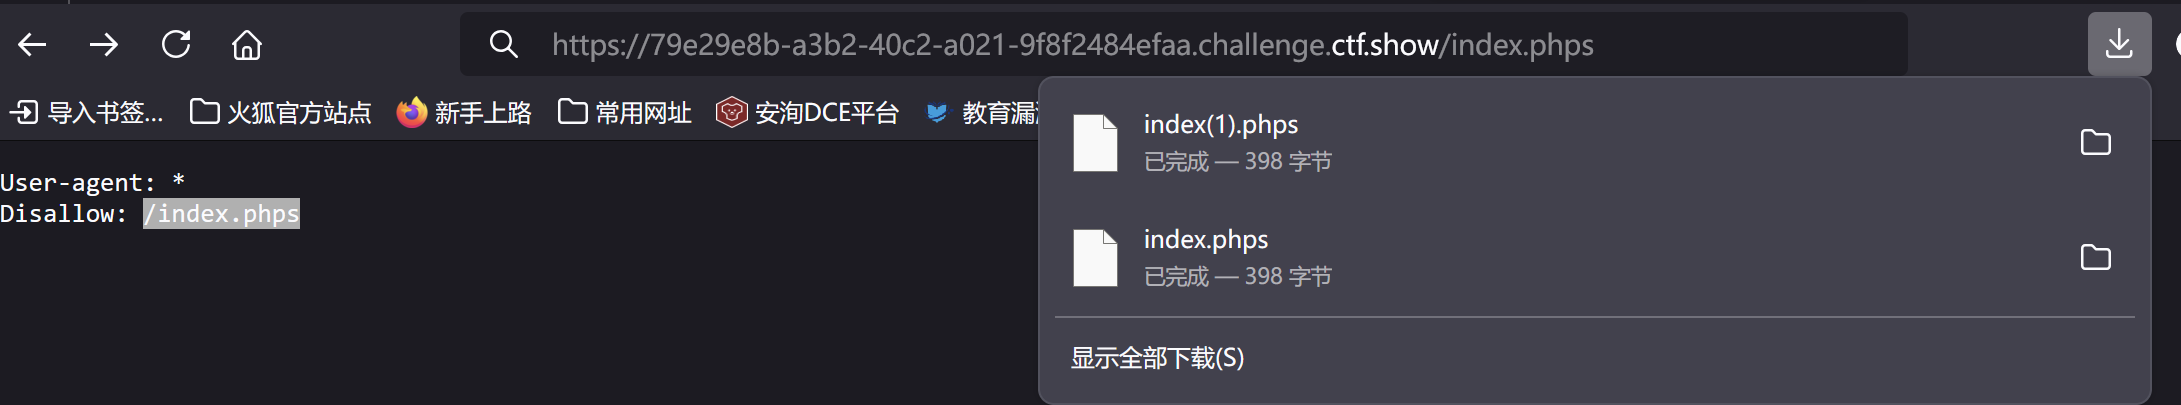 https://79e29e8b-a3b2-40c2-a021-9f8f2484efaa.challenge.ctf.show/index.phps
导入书签... 火狐官方站点 新手上路 常用网址 安洵DCE平台 教育漏
User-agent: *
Disallow: /index.phps
index(1).phps
已完成 — 398 字节
index.phps
已完成 — 398 字节
显示全部下载(S)